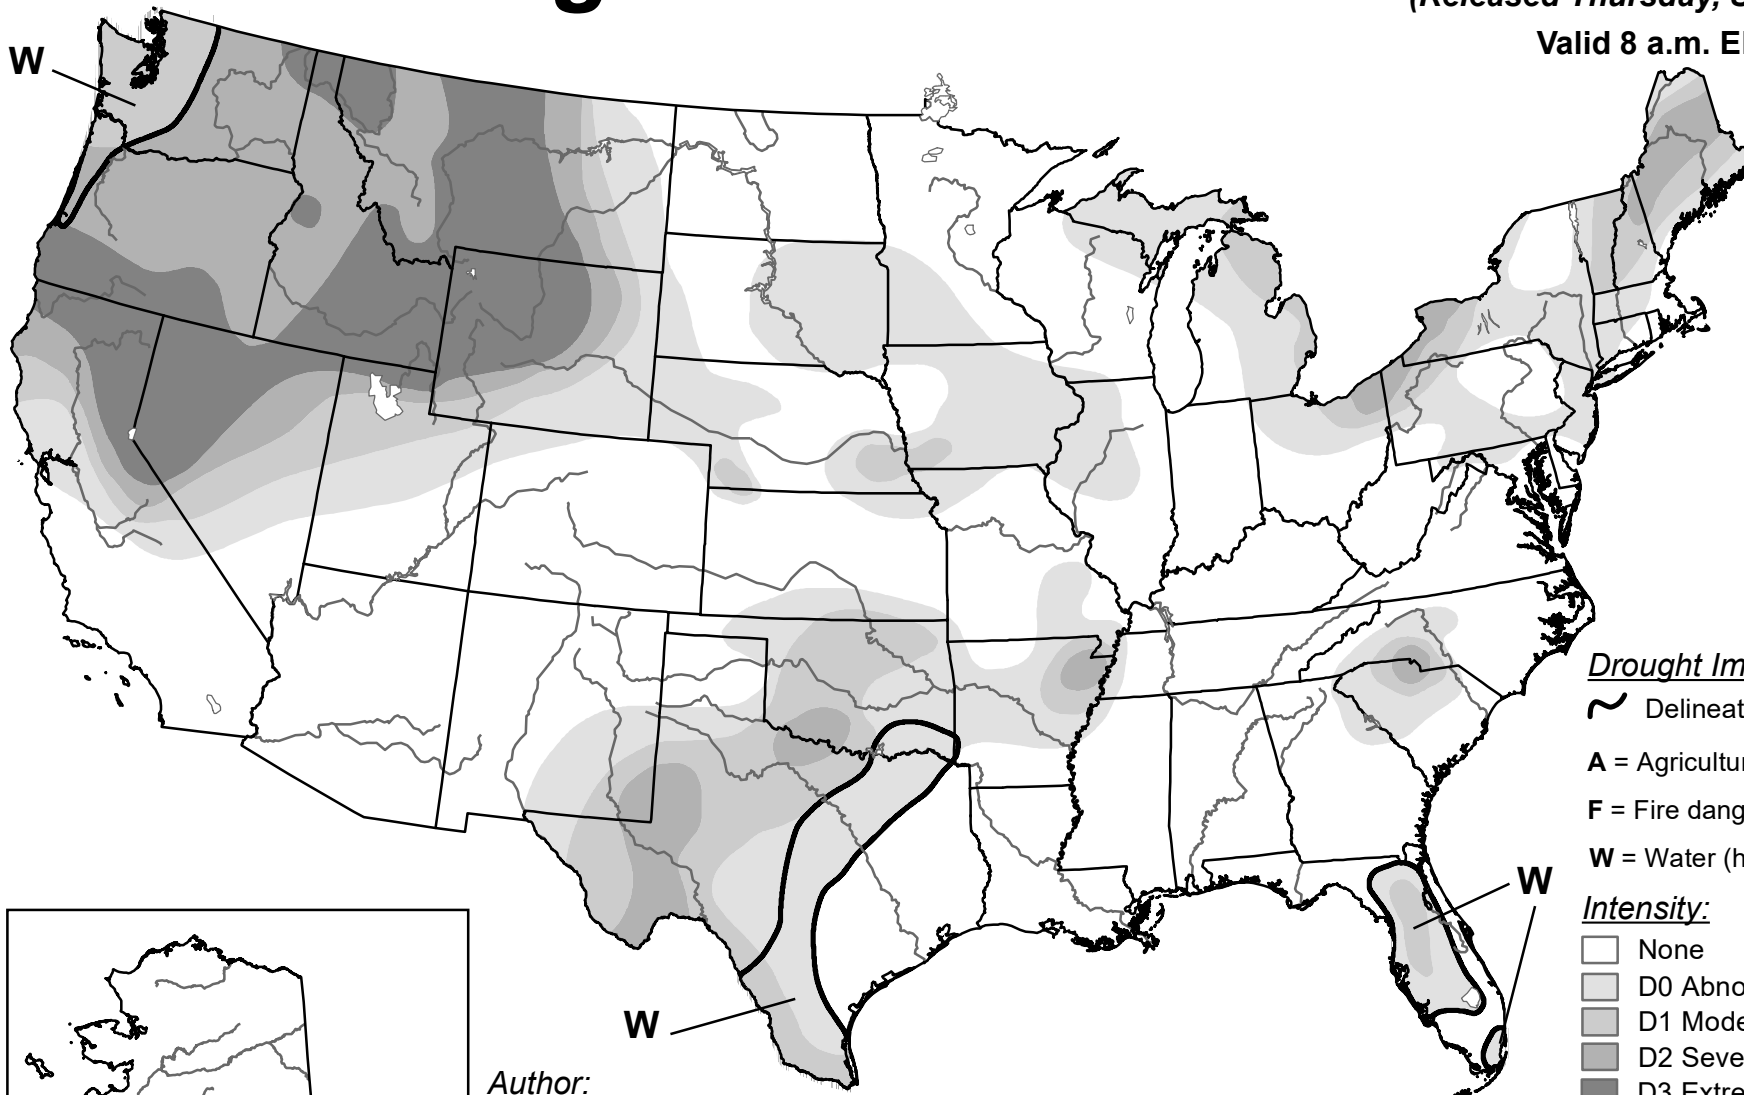 (Released Thursday,
Valid 8 a.m.
W
Drought
Delineat
A = Agricultur
F = Fire dang
W = Water (h
W
Intensity:
None
D0 Abno
D1 Mode
D2 Seve
D3 Extre
W
Author: